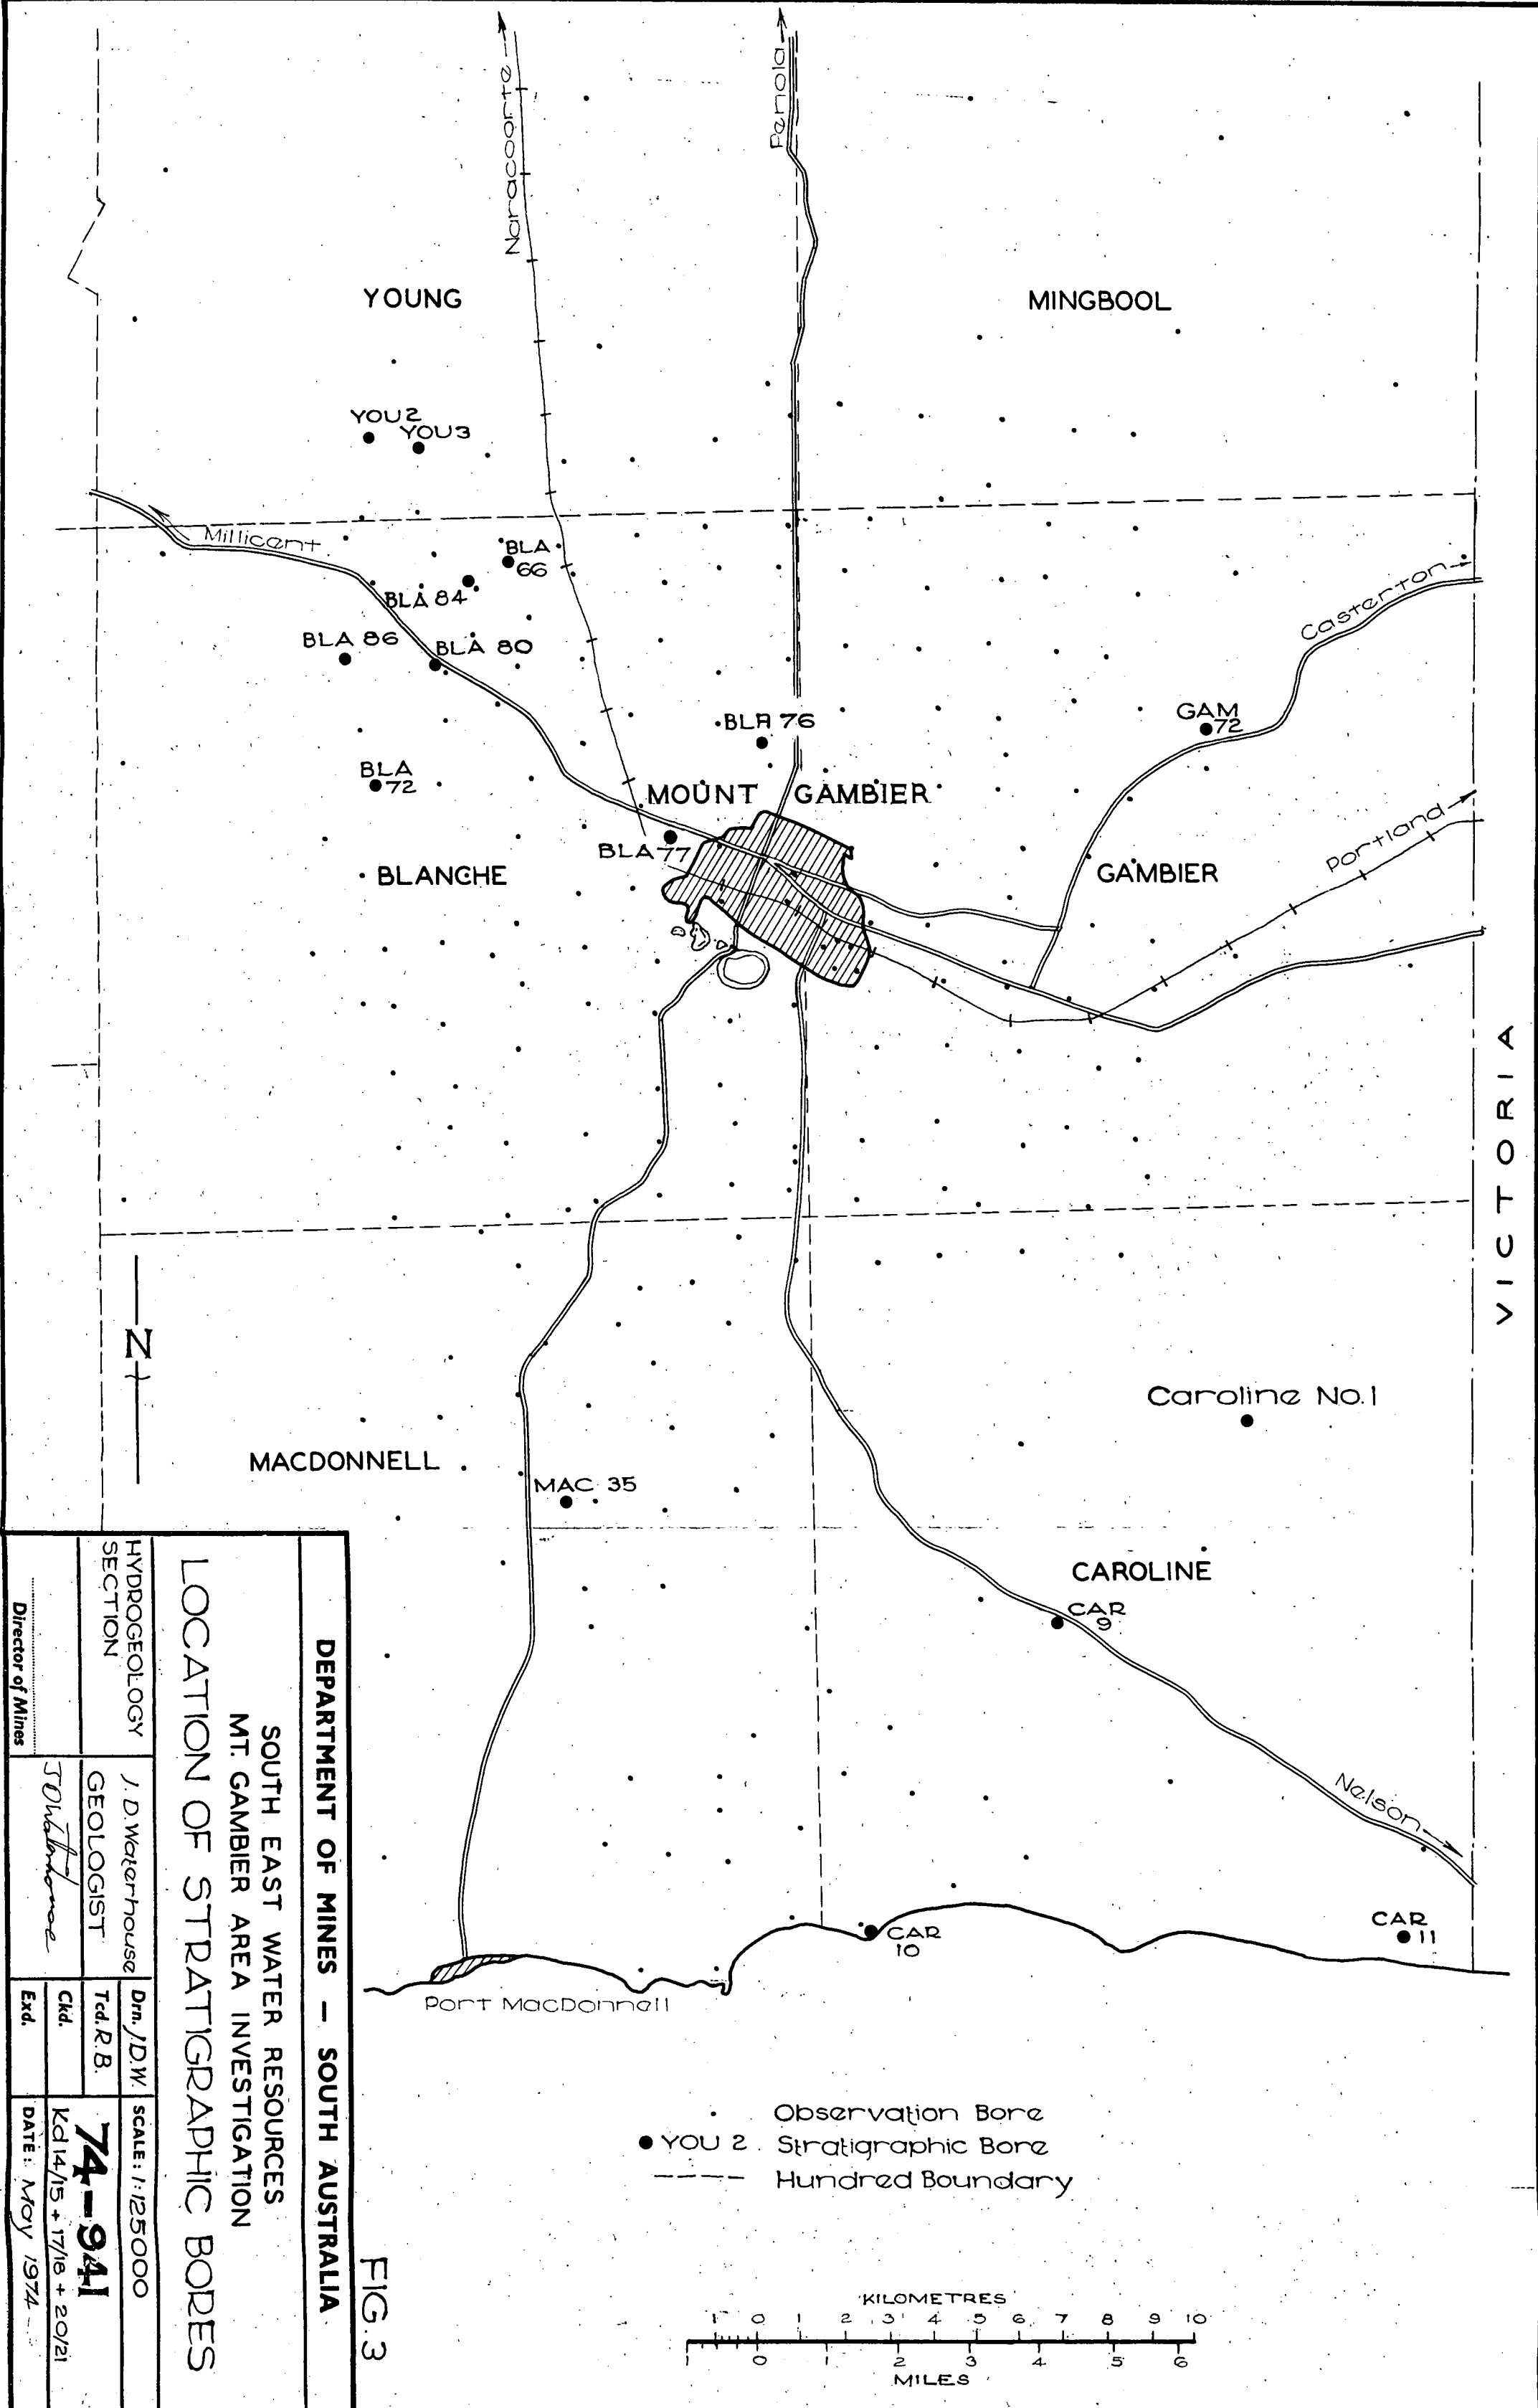 Naracoorte
Penola
YOUNG
MINGBOOL
YOU2
YOU3
Millicent
BLA
66
BLA 84
Casterton
BLA 86
BLA 80
BLA 76
GAM
72
BLA
72
MOUNT GAMBIER
BLA 77
Portland
BLANCHE
GAMBIER
VICTORIA
N
Caroline No.1
MACDONNELL
MAC 35
CAROLINE
CAR
9
Nelson
CAR
10
CAR
11
Port MacDonnell
Observation Bore
YOU 2 Stratigraphic Bore
Hundred Boundary
KILOMETRES
1 0 1 2 3 4 5 6 7 8 9 10
1 0 1 2 3 4 5 6
MILES
FIG. 3
DEPARTMENT OF MINES — SOUTH AUSTRALIA
SOUTH EAST WATER RESOURCES
MT. GAMBIER AREA INVESTIGATION
LOCATION OF STRATIGRAPHIC BORES
HYDROGEOLOGY
SECTION
Director of Mines
J.D. Waterhouse
GEOLOGIST
JDWaterhouse
Drn. J.D.W.
Tcd. R.B.
Ckd.
Exd.
SCALE: 1:125000
74-941
Kd 14/15 + 17/18 + 20/21
DATE: May 1974